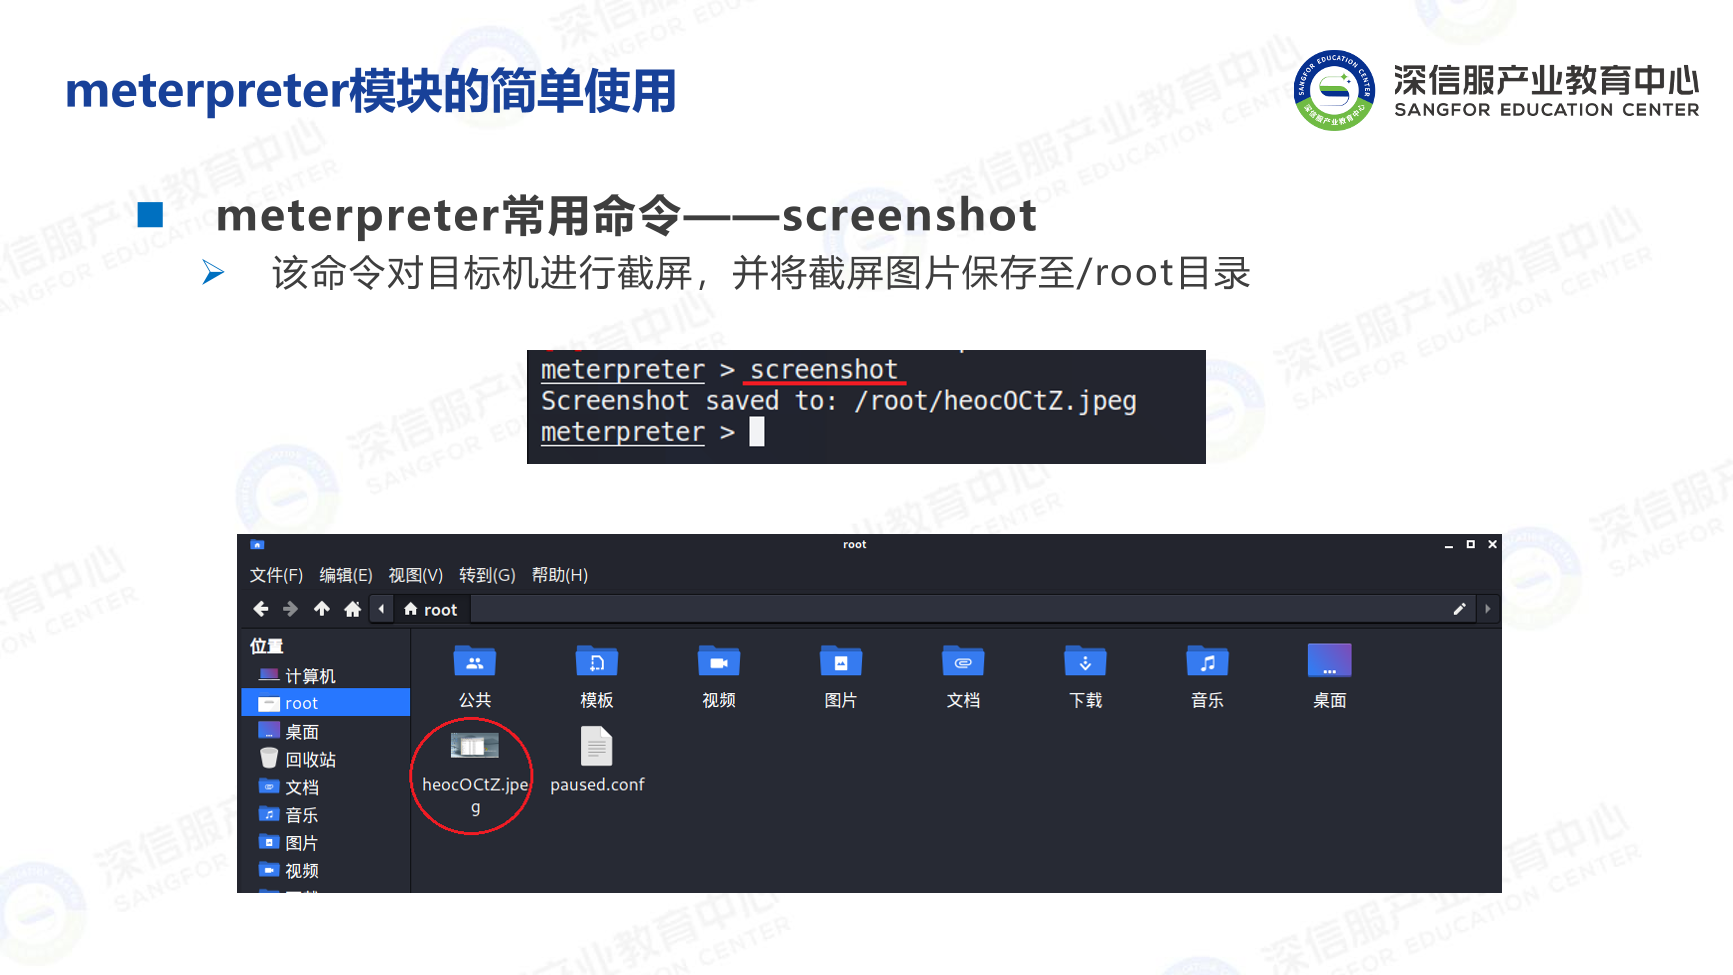 meterpreter模块的简单使用
深信服产业教育中心
SANGFOR EDUCATION CENTER
meterpreter常用命令——screenshot
该命令对目标机进行截屏，并将截屏图片保存至/root目录
meterpreter > screenshot
Screenshot saved to: /root/heocOCtZ.jpeg
meterpreter >
root
文件(F) 编辑(E) 视图(V) 转到(G) 帮助(H)
root
位置
计算机
root
桌面
回收站
文档
音乐
图片
视频
公共 模板 视频 图片 文档 下载 音乐 桌面
heocOCtZ.jpe
g
paused.conf